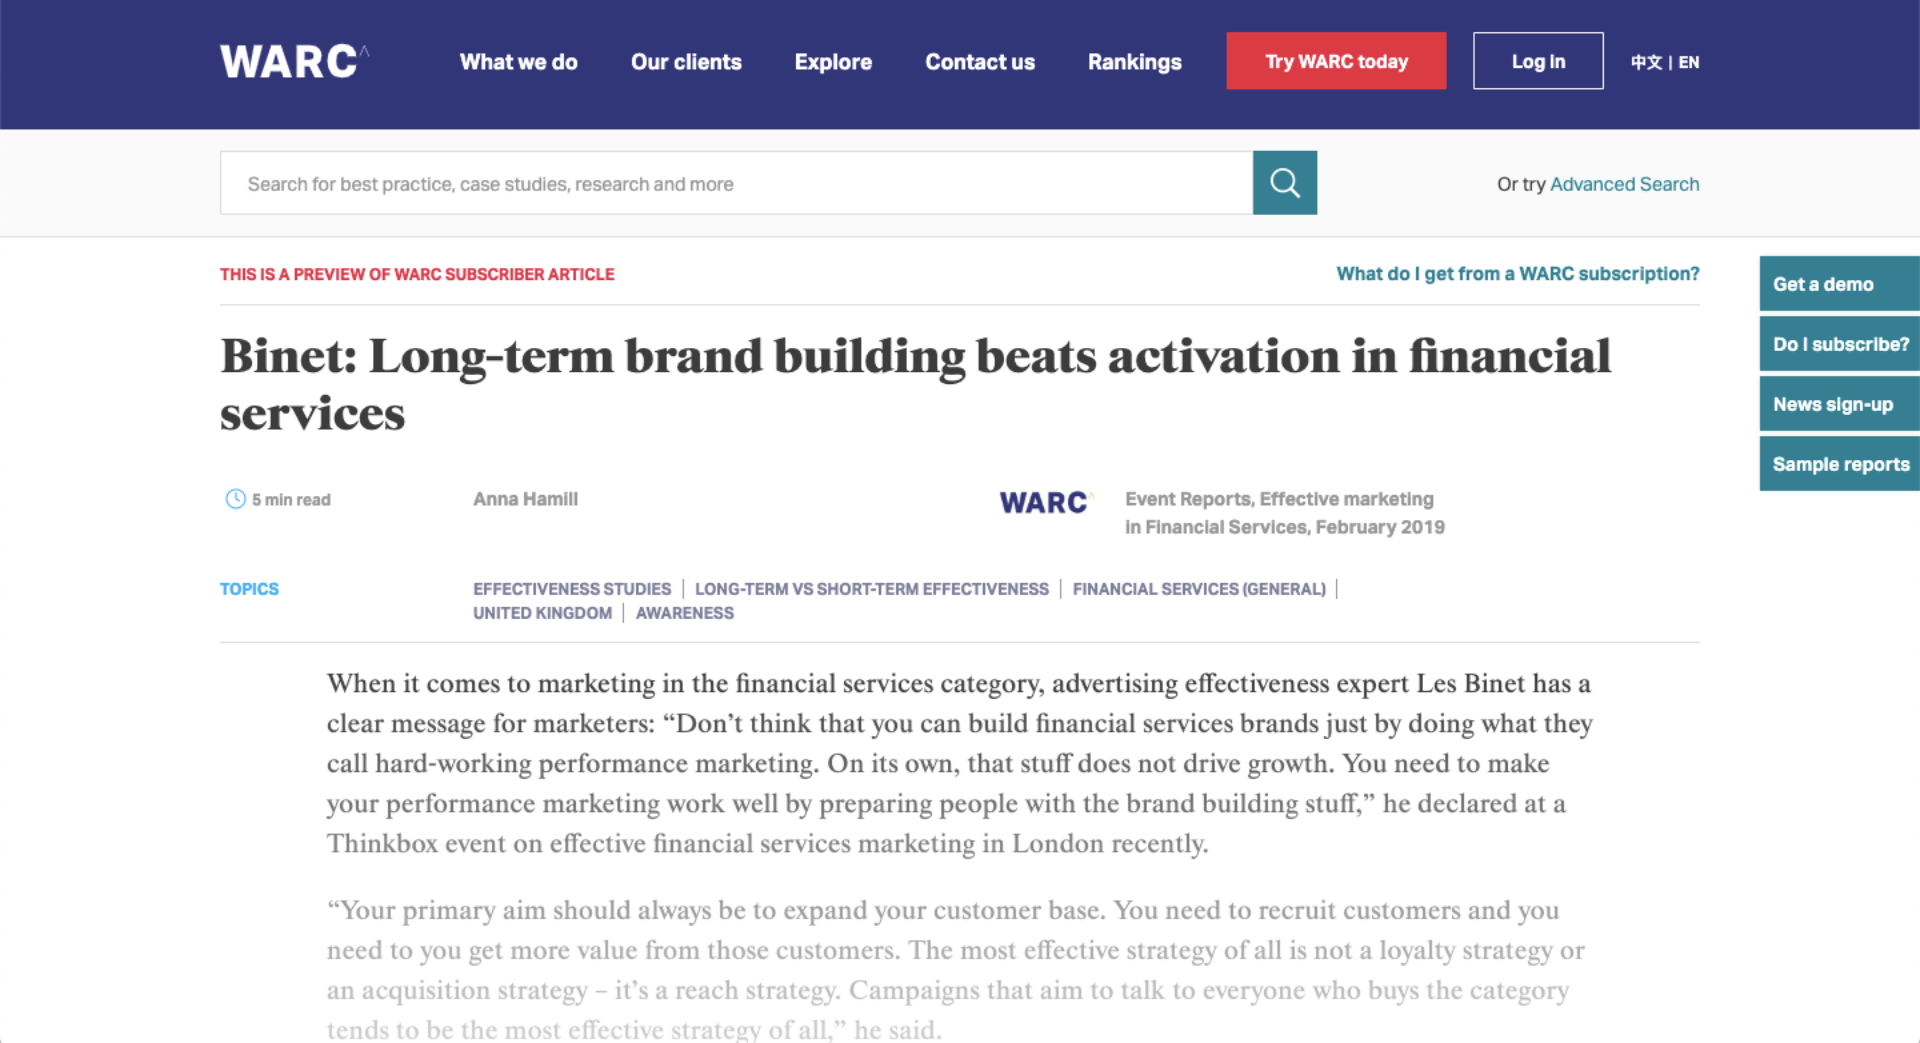 WARC^
What we do
Our clients
Explore
Contact us
Rankings
Try WARC today
Log in
中文 | EN
Search for best practice, case studies, research and more
Or try Advanced Search
THIS IS A PREVIEW OF WARC SUBSCRIBER ARTICLE
What do I get from a WARC subscription?
Get a demo
Do I subscribe?
News sign-up
Sample reports
Binet: Long-term brand building beats activation in financial
services
5 min read
Anna Hamill
WARC^
Event Reports, Effective marketing
in Financial Services, February 2019
TOPICS
EFFECTIVENESS STUDIES | LONG-TERM VS SHORT-TERM EFFECTIVENESS | FINANCIAL SERVICES (GENERAL) |
UNITED KINGDOM | AWARENESS
When it comes to marketing in the financial services category, advertising effectiveness expert Les Binet has a
clear message for marketers: “Don’t think that you can build financial services brands just by doing what they
call hard-working performance marketing. On its own, that stuff does not drive growth. You need to make
your performance marketing work well by preparing people with the brand building stuff,” he declared at a
Thinkbox event on effective financial services marketing in London recently.
“Your primary aim should always be to expand your customer base. You need to recruit customers and you
need to you get more value from those customers. The most effective strategy of all is not a loyalty strategy or
an acquisition strategy – it’s a reach strategy. Campaigns that aim to talk to everyone who buys the category
tends to be the most effective strategy of all,” he said.